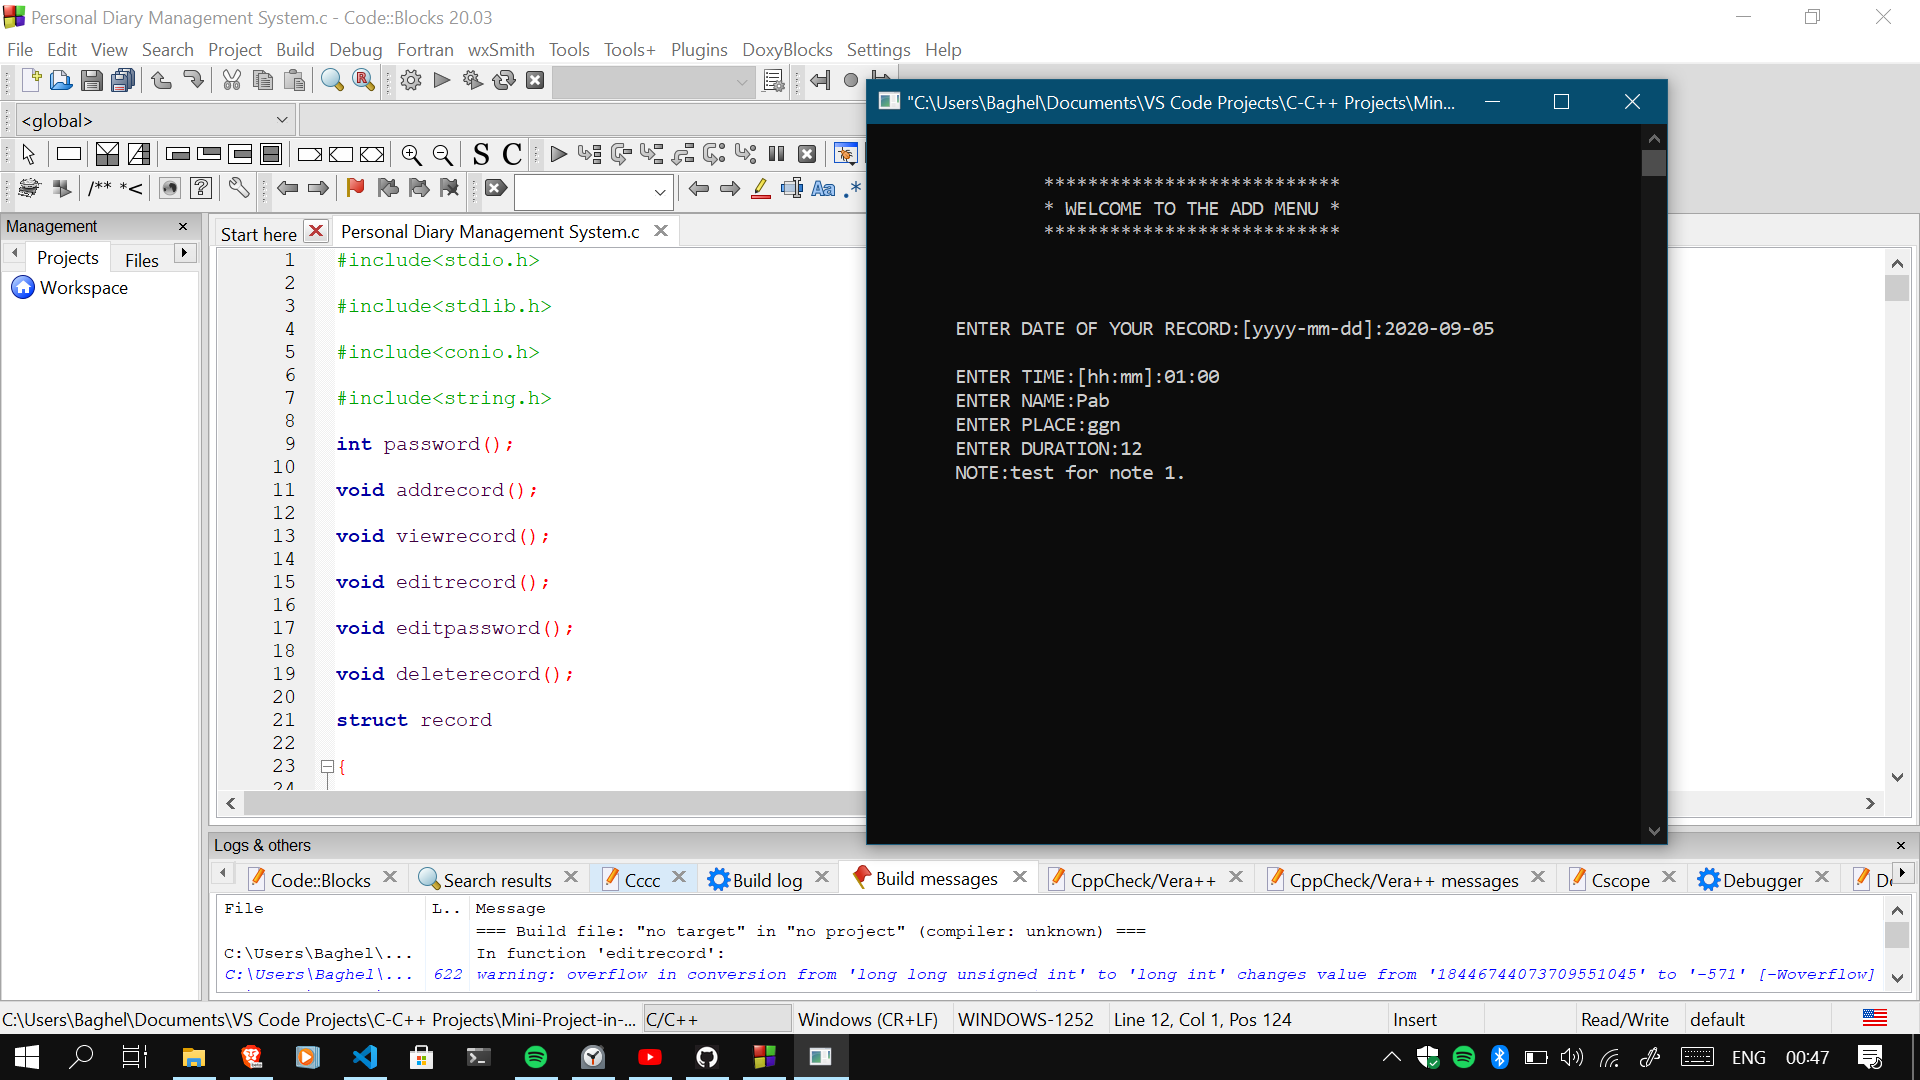 Personal Diary Management System.c - Code::Blocks 20.03
File Edit View Search Project Build Debug Fortran wxSmith Tools Tools+ Plugins DoxyBlocks Settings Help
<global>
S C
/** *<
Aa .*
Management
Projects Files
Workspace
Start here Personal Diary Management System.c
1 #include<stdio.h>
2
3 #include<stdlib.h>
4
5 #include<conio.h>
6
7 #include<string.h>
8
9 int password();
10
11 void addrecord();
12
13 void viewrecord();
14
15 void editrecord();
16
17 void editpassword();
18
19 void deleterecord();
20
21 struct record
22
23 {
24
"C:\Users\Baghel\Documents\VS Code Projects\C-C++ Projects\Min...
***************************
* WELCOME TO THE ADD MENU *
***************************
ENTER DATE OF YOUR RECORD:[yyyy-mm-dd]:2020-09-05
ENTER TIME:[hh:mm]:01:00
ENTER NAME:Pab
ENTER PLACE:ggn
ENTER DURATION:12
NOTE:test for note 1.
Logs & others
Code::Blocks Search results Cccc Build log Build messages CppCheck/Vera++ CppCheck/Vera++ messages Cscope Debugger
File L.. Message
=== Build file: "no target" in "no project" (compiler: unknown) ===
C:\Users\Baghel\... In function 'editrecord':
C:\Users\Baghel\... 622 warning: overflow in conversion from 'long long unsigned int' to 'long int' changes value from '18446744073709551045' to '-571' [-Woverflow]
C:\Users\Baghel\Documents\VS Code Projects\C-C++ Projects\Mini-Project-in-... C/C++ Windows (CR+LF) WINDOWS-1252 Line 12, Col 1, Pos 124 Insert Read/Write default
ENG 00:47